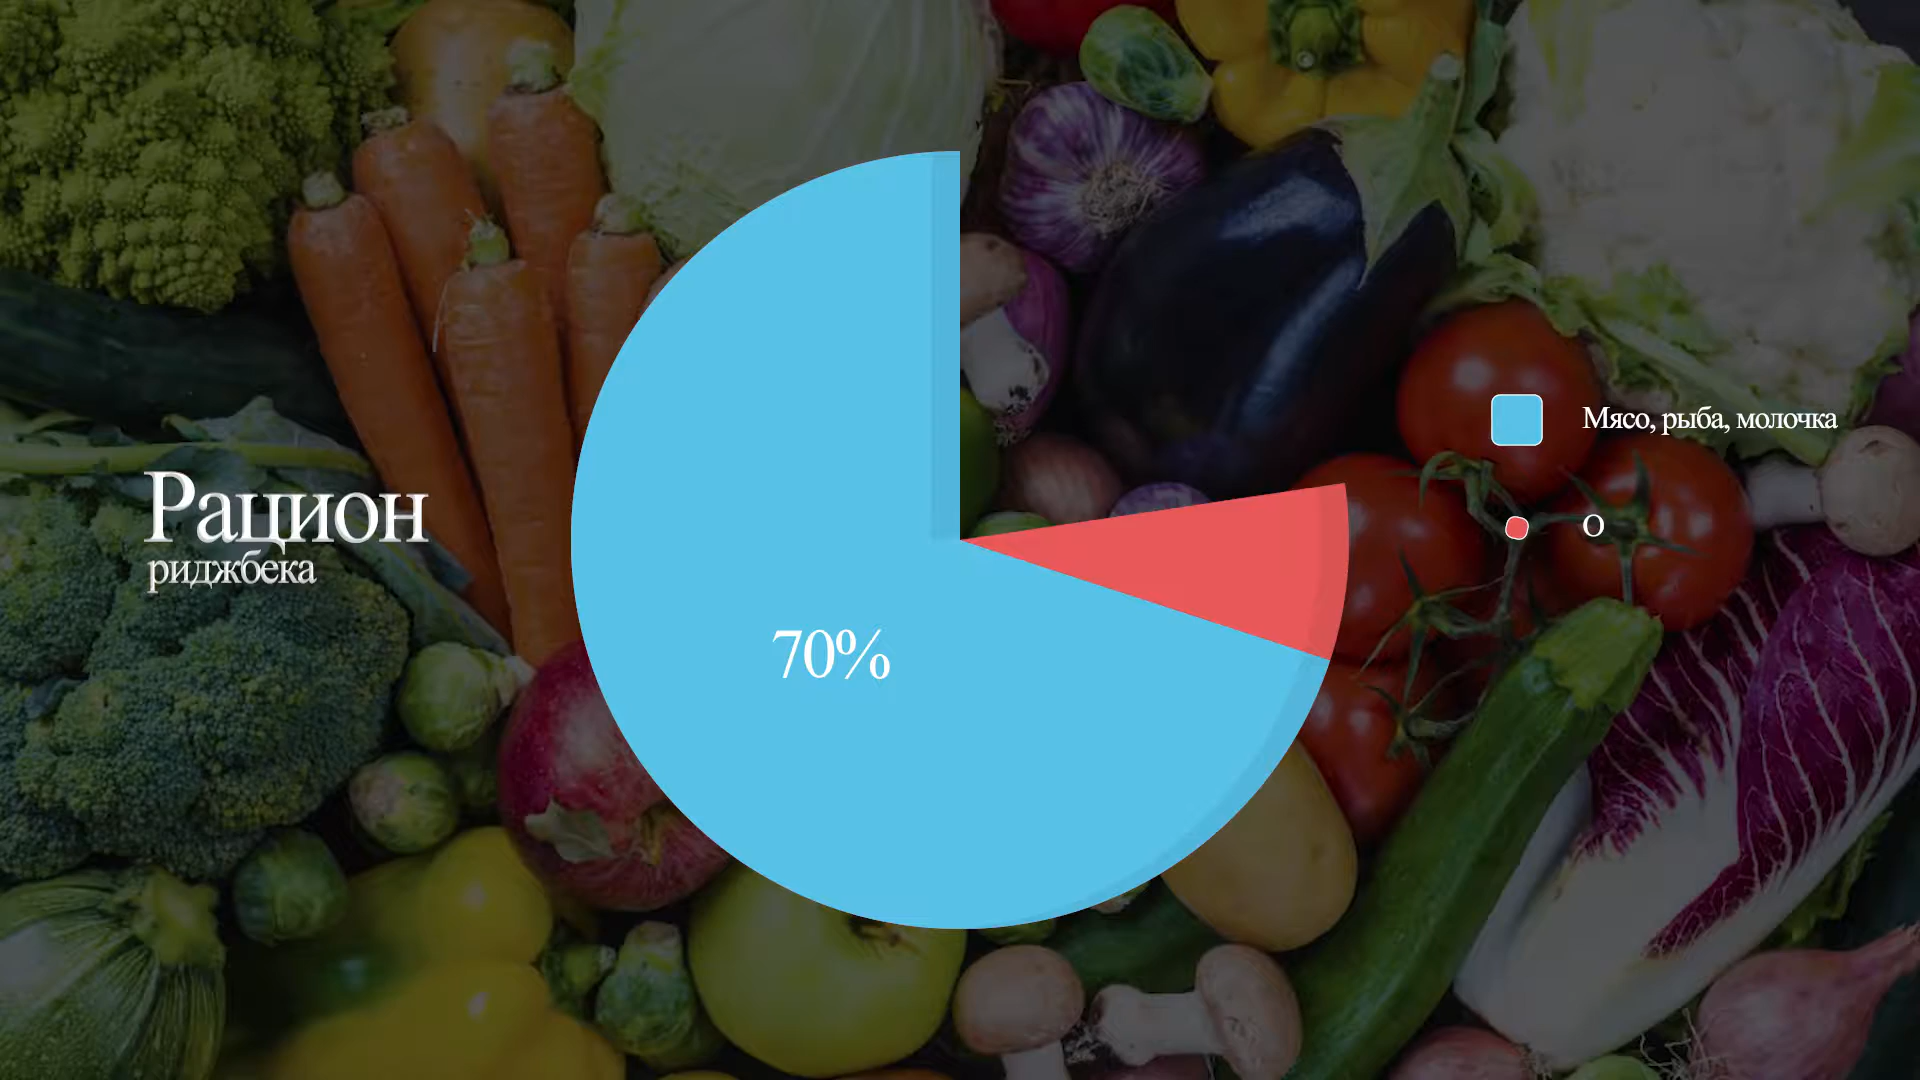 Рацион
риджбека
70%
Мясо, рыба, молочка
О